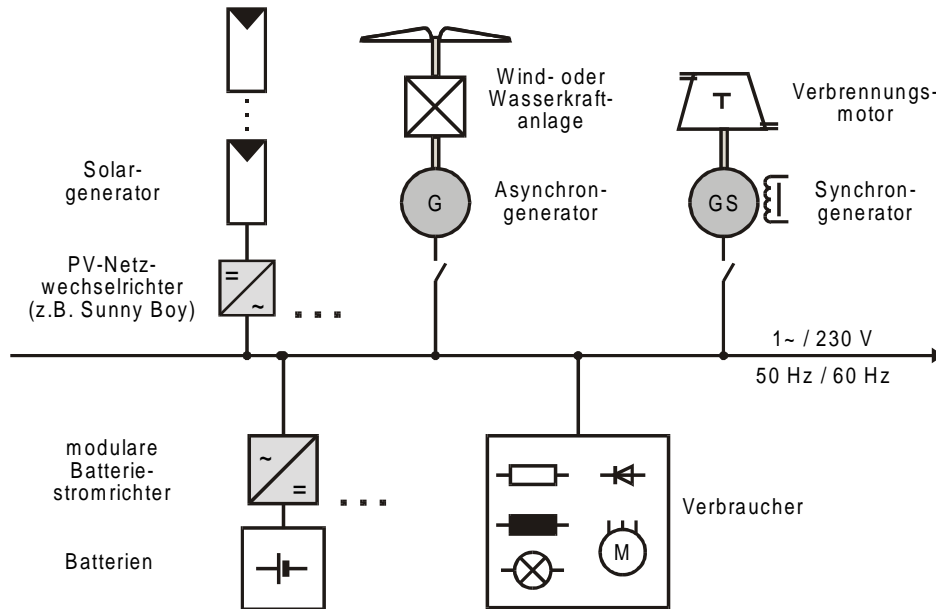 Solar-
generator
PV-Netz-
wechselrichter
(z.B. Sunny Boy)
=
~
Wind- oder
Wasserkraft-
anlage
G
Asynchron-
generator
T
Verbrennungs-
motor
GS
Synchron-
generator
1~ / 230 V
50 Hz / 60 Hz
modulare
Batterie-
stromrichter
~
=
Batterien
M
Verbraucher